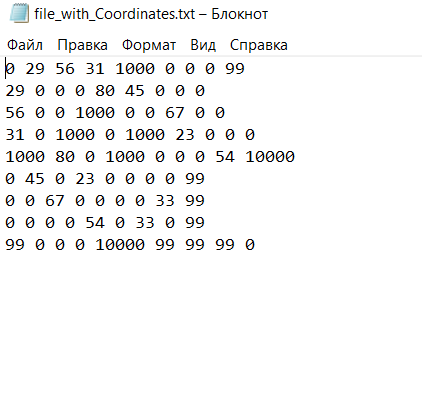 file_with_Coordinates.txt – Блокнот
Файл Правка Формат Вид Справка
0 29 56 31 1000 0 0 0 99
29 0 0 0 80 45 0 0 0
56 0 0 1000 0 0 67 0 0
31 0 1000 0 1000 23 0 0 0
1000 80 0 1000 0 0 0 54 10000
0 45 0 23 0 0 0 0 99
0 0 67 0 0 0 0 33 99
0 0 0 0 54 0 33 0 99
99 0 0 0 10000 99 99 99 0